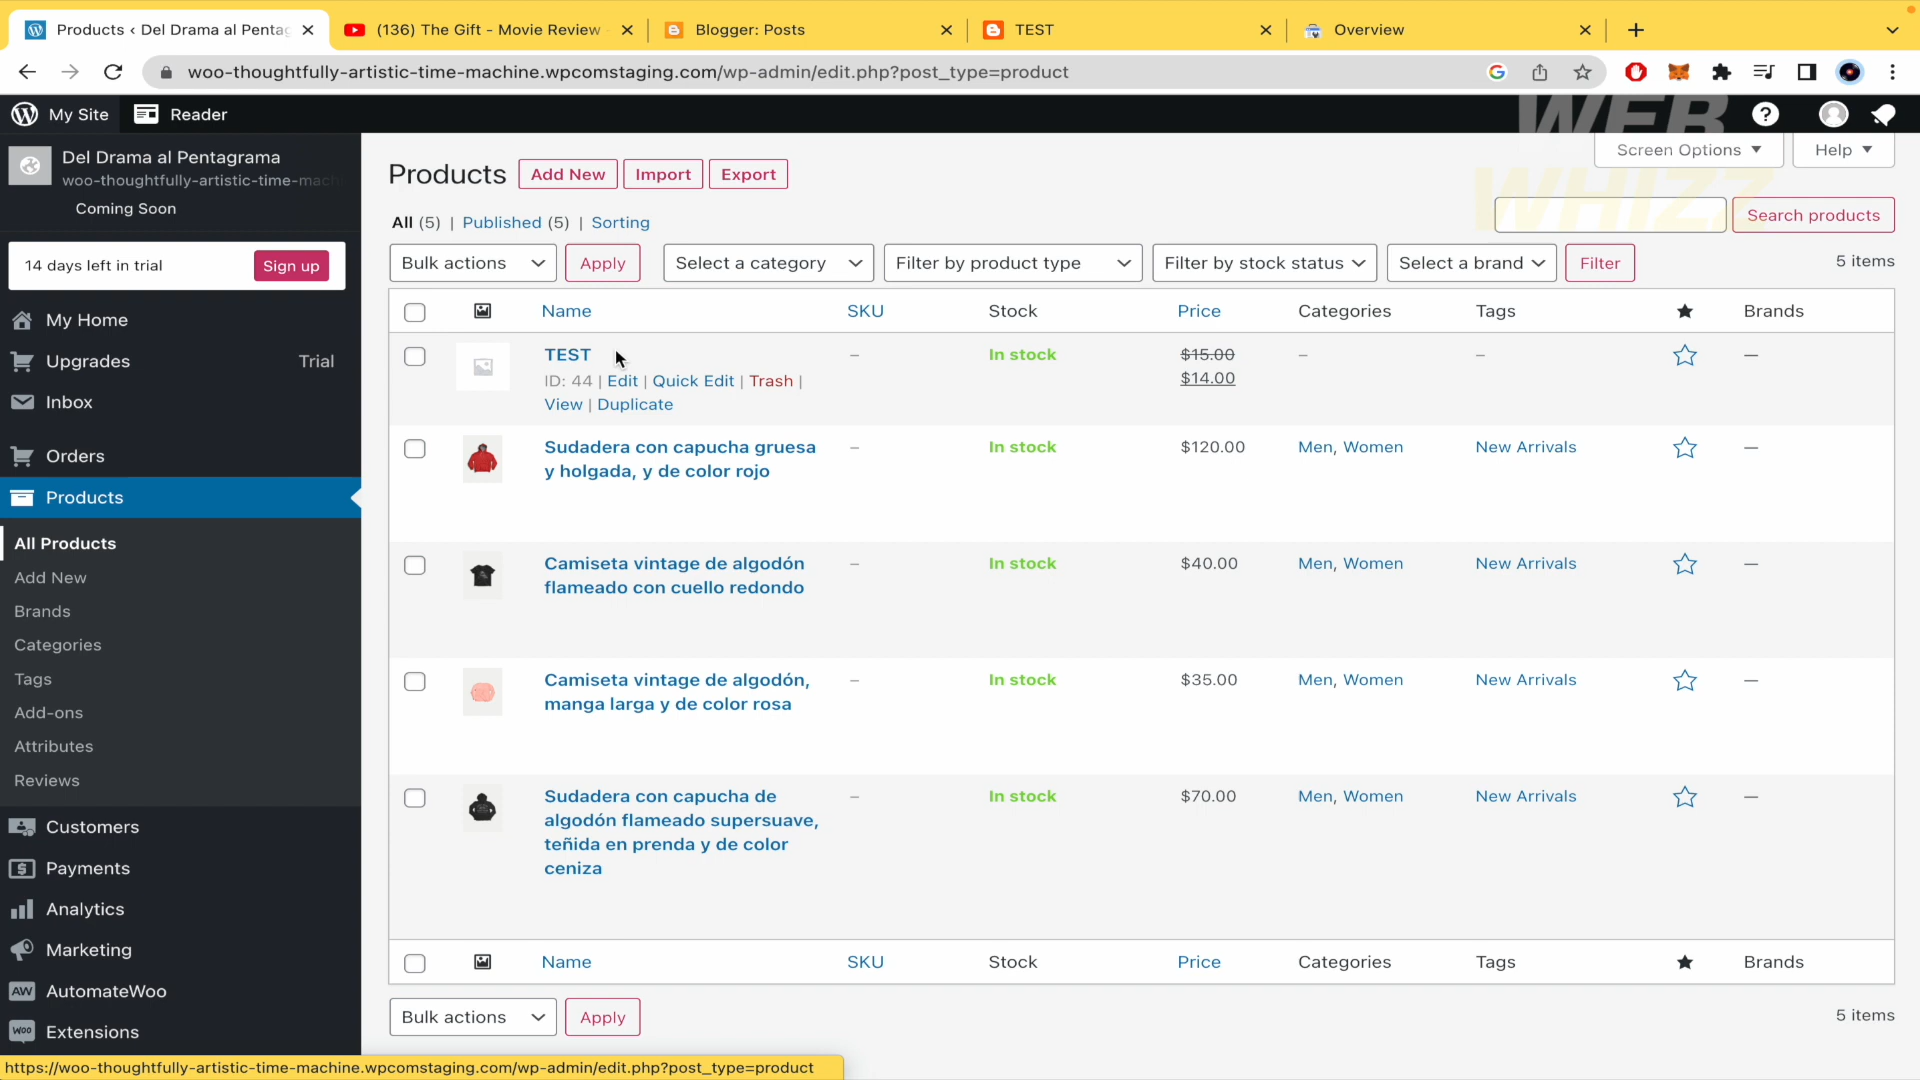 Products ‹ Del Drama al Pentag
(136) The Gift - Movie Review
Blogger: Posts
TEST
Overview
woo-thoughtfully-artistic-time-machine.wpcomstaging.com/wp-admin/edit.php?post_type=product
My Site
Reader
WEB
WHIZZ
Screen Options
Help
Del Drama al Pentagrama
woo-thoughtfully-artistic-time-mach
Coming Soon
14 days left in trial
Sign up
My Home
Upgrades
Trial
Inbox
Orders
Products
All Products
Add New
Brands
Categories
Tags
Add-ons
Attributes
Reviews
Customers
Payments
Analytics
Marketing
AW AutomateWoo
Woo Extensions
Products
Add New
Import
Export
All (5) | Published (5) | Sorting
Search products
Bulk actions
Apply
Select a category
Filter by product type
Filter by stock status
Select a brand
Filter
5 items
Name SKU Stock Price Categories Tags Brands
TEST – In stock $15.00 – – —
$14.00
ID: 44 | Edit | Quick Edit | Trash |
View | Duplicate
Sudadera con capucha gruesa – In stock $120.00 Men, Women New Arrivals —
y holgada, y de color rojo
Camiseta vintage de algodón – In stock $40.00 Men, Women New Arrivals —
flameado con cuello redondo
Camiseta vintage de algodón, – In stock $35.00 Men, Women New Arrivals —
manga larga y de color rosa
Sudadera con capucha de – In stock $70.00 Men, Women New Arrivals —
algodón flameado supersuave,
teñida en prenda y de color
ceniza
Name SKU Stock Price Categories Tags Brands
Bulk actions
Apply
5 items
https://woo-thoughtfully-artistic-time-machine.wpcomstaging.com/wp-admin/edit.php?post_type=product